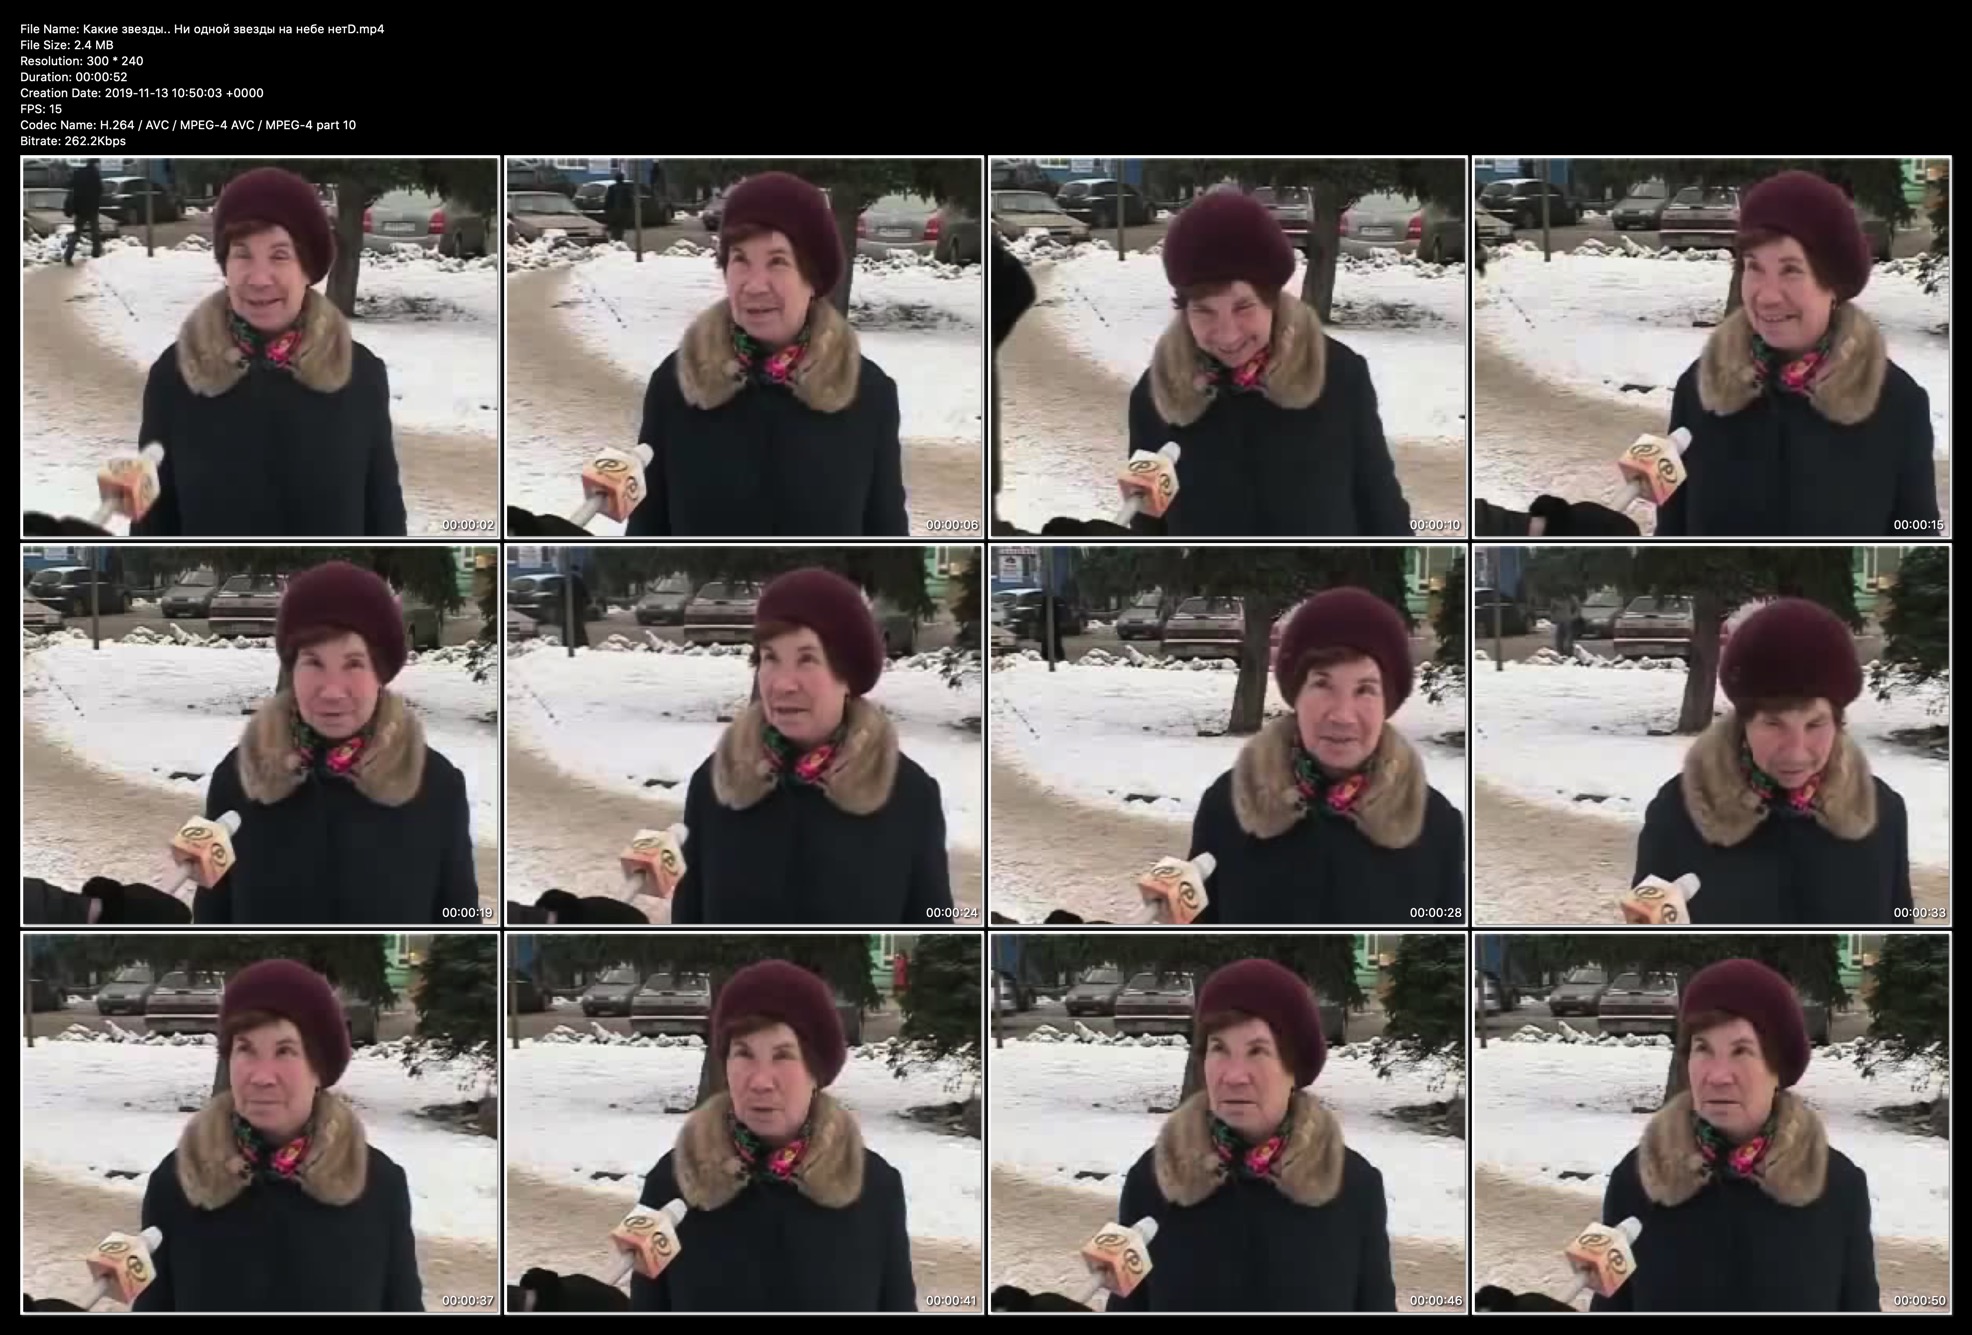 File Name: Какие звезды.. Ни одной звезды на небе нетD.mp4
File Size: 2.4 MB
Resolution: 300 * 240
Duration: 00:00:52
Creation Date: 2019-11-13 10:50:03 +0000
FPS: 15
Codec Name: H.264 / AVC / MPEG-4 AVC / MPEG-4 part 10
Bitrate: 262.2Kbps
00:00:02
00:00:06
00:00:10
00:00:15
00:00:19
00:00:24
00:00:28
00:00:33
00:00:37
00:00:41
00:00:46
00:00:50